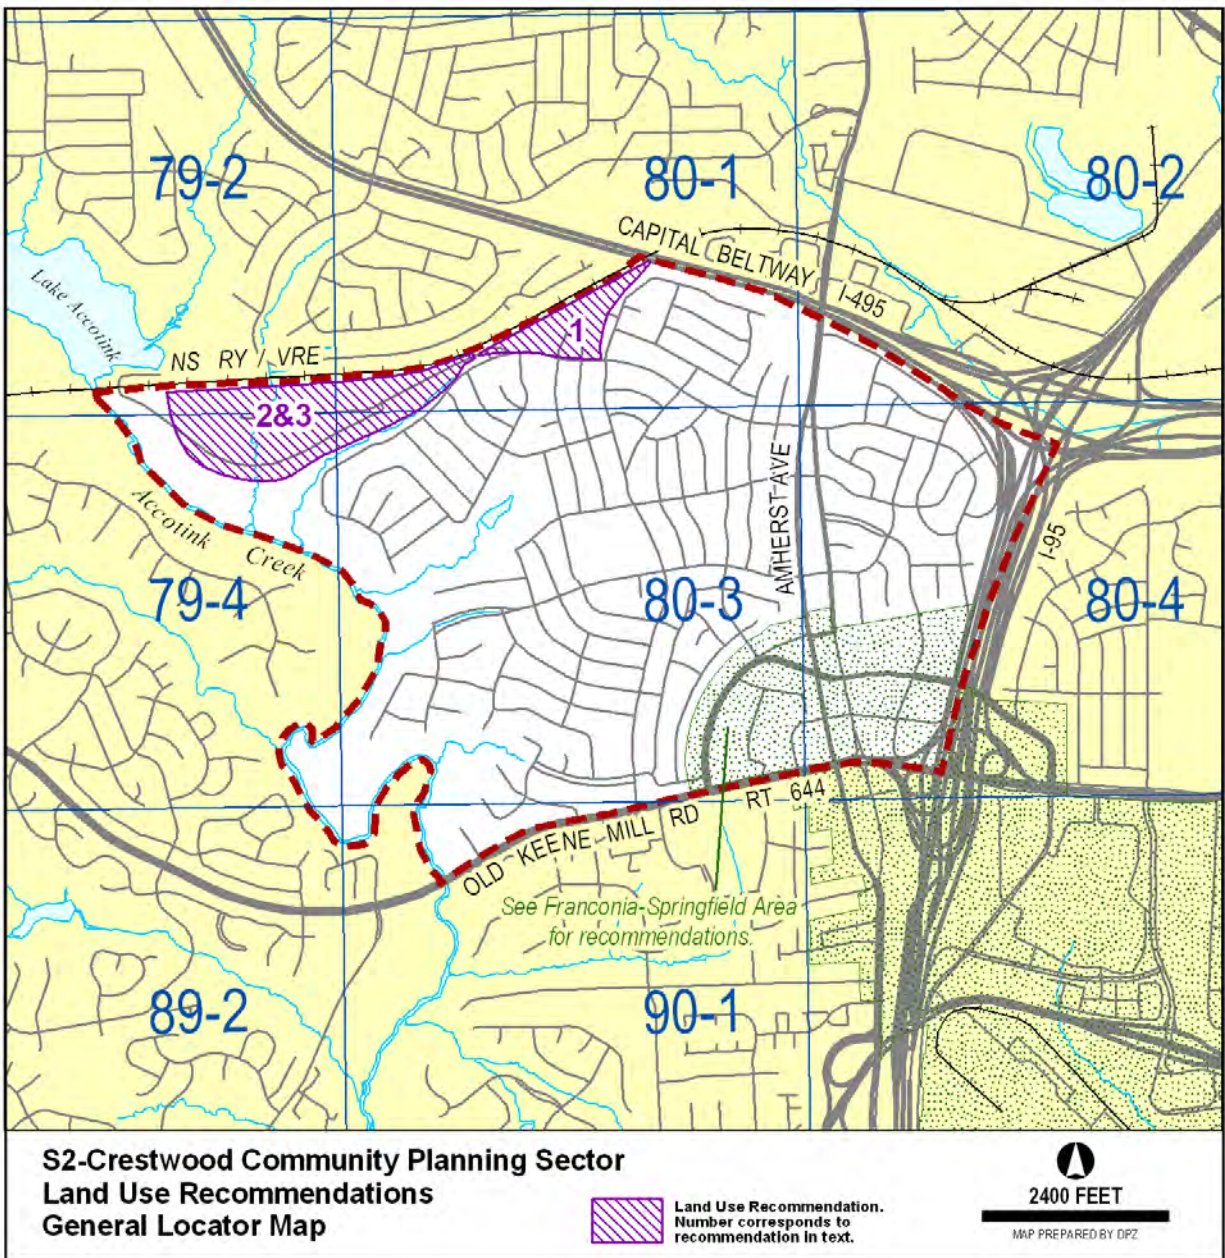 79-2
80-1
80-2
CAPITAL BELTWAY I-495
Lake Accotink
NS RY / VRE
1
2&3
AMHERST AVE
Accotink Creek
I-95
79-4
80-3
80-4
OLD KEENE MILL RD RT 644
See Franconia-Springfield Area
for recommendations.
89-2
90-1
S2-Crestwood Community Planning Sector
Land Use Recommendations
General Locator Map
Land Use Recommendation.
Number corresponds to
recommendation in text.
2400 FEET
MAP PREPARED BY DPZ